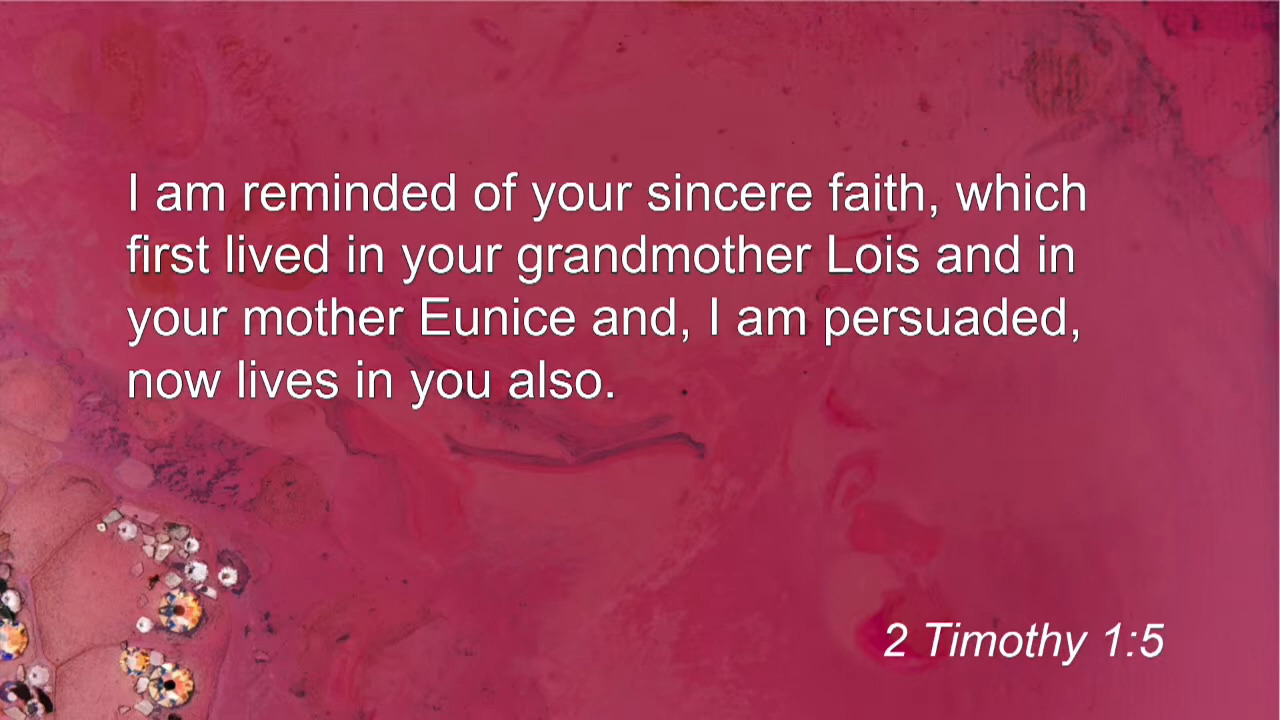 I am reminded of your sincere faith, which
first lived in your grandmother Lois and in
your mother Eunice and, I am persuaded,
now lives in you also.
2 Timothy 1:5